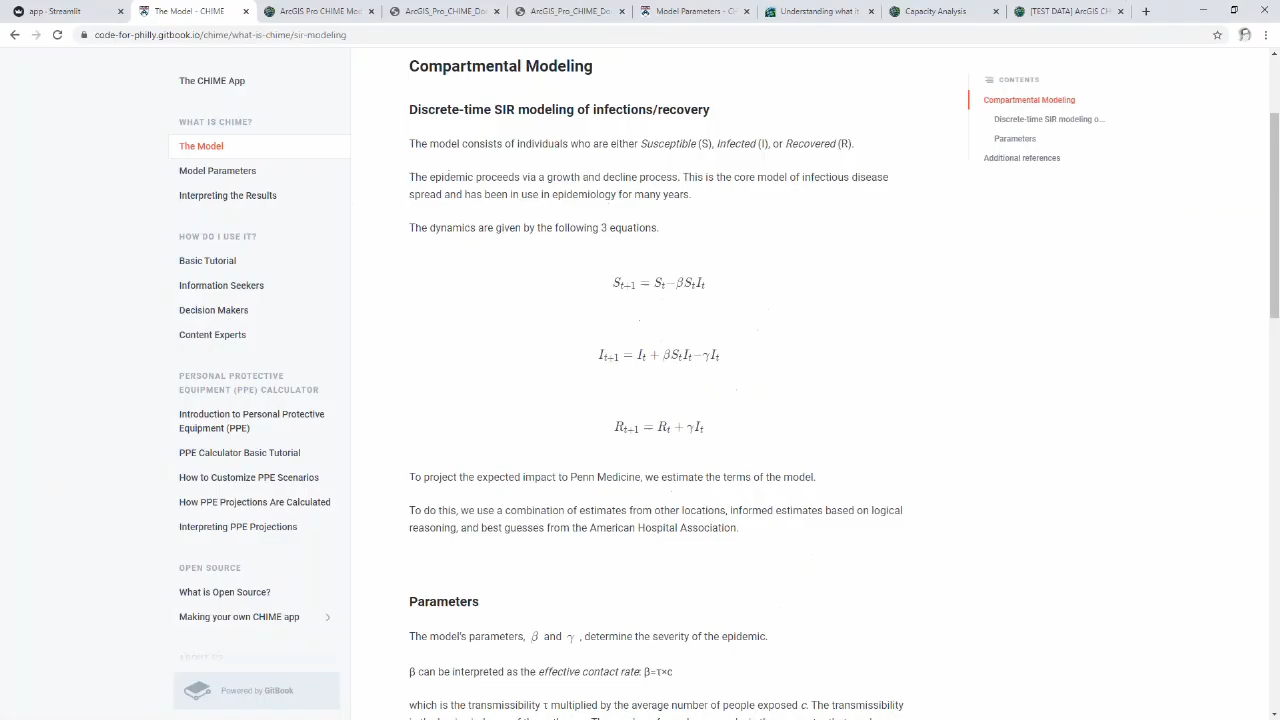 app · Streamlit
The Model - The CHIME
ArcGIS Pro CHIME Mod
ArcGIS_Pro_CHIME_Doc
ArcGIS_Pro_CHIME_Do
Model Parameters - CH
Understanding what it
Capacity Analysis
[TEST DATA] ArcGIS CH
code-for-philly.gitbook.io/chime/what-is-chime/sir-modeling
The CHIME App
WHAT IS CHIME?
The Model
Model Parameters
Interpreting the Results
HOW DO I USE IT?
Basic Tutorial
Information Seekers
Decision Makers
Content Experts
PERSONAL PROTECTIVE
EQUIPMENT (PPE) CALCULATOR
Introduction to Personal Protective
Equipment (PPE)
PPE Calculator Basic Tutorial
How to Customize PPE Scenarios
How PPE Projections Are Calculated
Interpreting PPE Projections
OPEN SOURCE
What is Open Source?
Making your own CHIME app
Powered by GitBook
Compartmental Modeling
Discrete-time SIR modeling of infections/recovery
The model consists of individuals who are either Susceptible (S), Infected (I), or Recovered (R).
The epidemic proceeds via a growth and decline process. This is the core model of infectious disease
spread and has been in use in epidemiology for many years.
The dynamics are given by the following 3 equations.
S_{t+1} = S_t − βS_tI_t
I_{t+1} = I_t + βS_tI_t − γI_t
R_{t+1} = R_t + γI_t
To project the expected impact to Penn Medicine, we estimate the terms of the model.
To do this, we use a combination of estimates from other locations, informed estimates based on logical
reasoning, and best guesses from the American Hospital Association.
Parameters
The model's parameters, β and γ , determine the severity of the epidemic.
β can be interpreted as the effective contact rate: β=τ×c
which is the transmissibility τ multiplied by the average number of people exposed c. The transmissibility
CONTENTS
Compartmental Modeling
Discrete-time SIR modeling o...
Parameters
Additional references